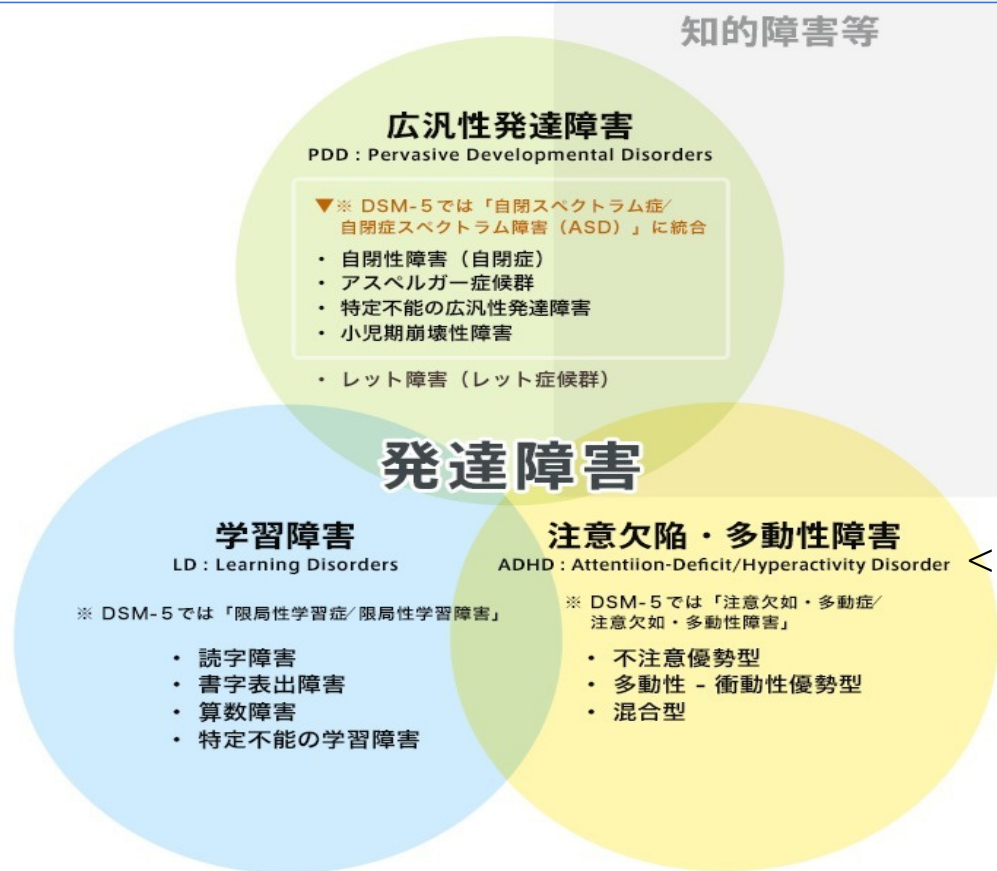 知的障害等
広汎性発達障害
PDD : Pervasive Developmental Disorders
▼※ DSM-5では「自閉スペクトラム症/
自閉症スペクトラム障害（ASD）」に統合
・ 自閉性障害（自閉症）
・ アスペルガー症候群
・ 特定不能の広汎性発達障害
・ 小児期崩壊性障害
・ レット障害（レット症候群）
発達障害
学習障害
LD : Learning Disorders
※ DSM-5では「限局性学習症/限局性学習障害」
・ 読字障害
・ 書字表出障害
・ 算数障害
・ 特定不能の学習障害
注意欠陥・多動性障害
ADHD : Attentiion-Deficit/Hyperactivity Disorder <
※ DSM-5では「注意欠如・多動症/
注意欠如・多動性障害」
・ 不注意優勢型
・ 多動性 - 衝動性優勢型
・ 混合型